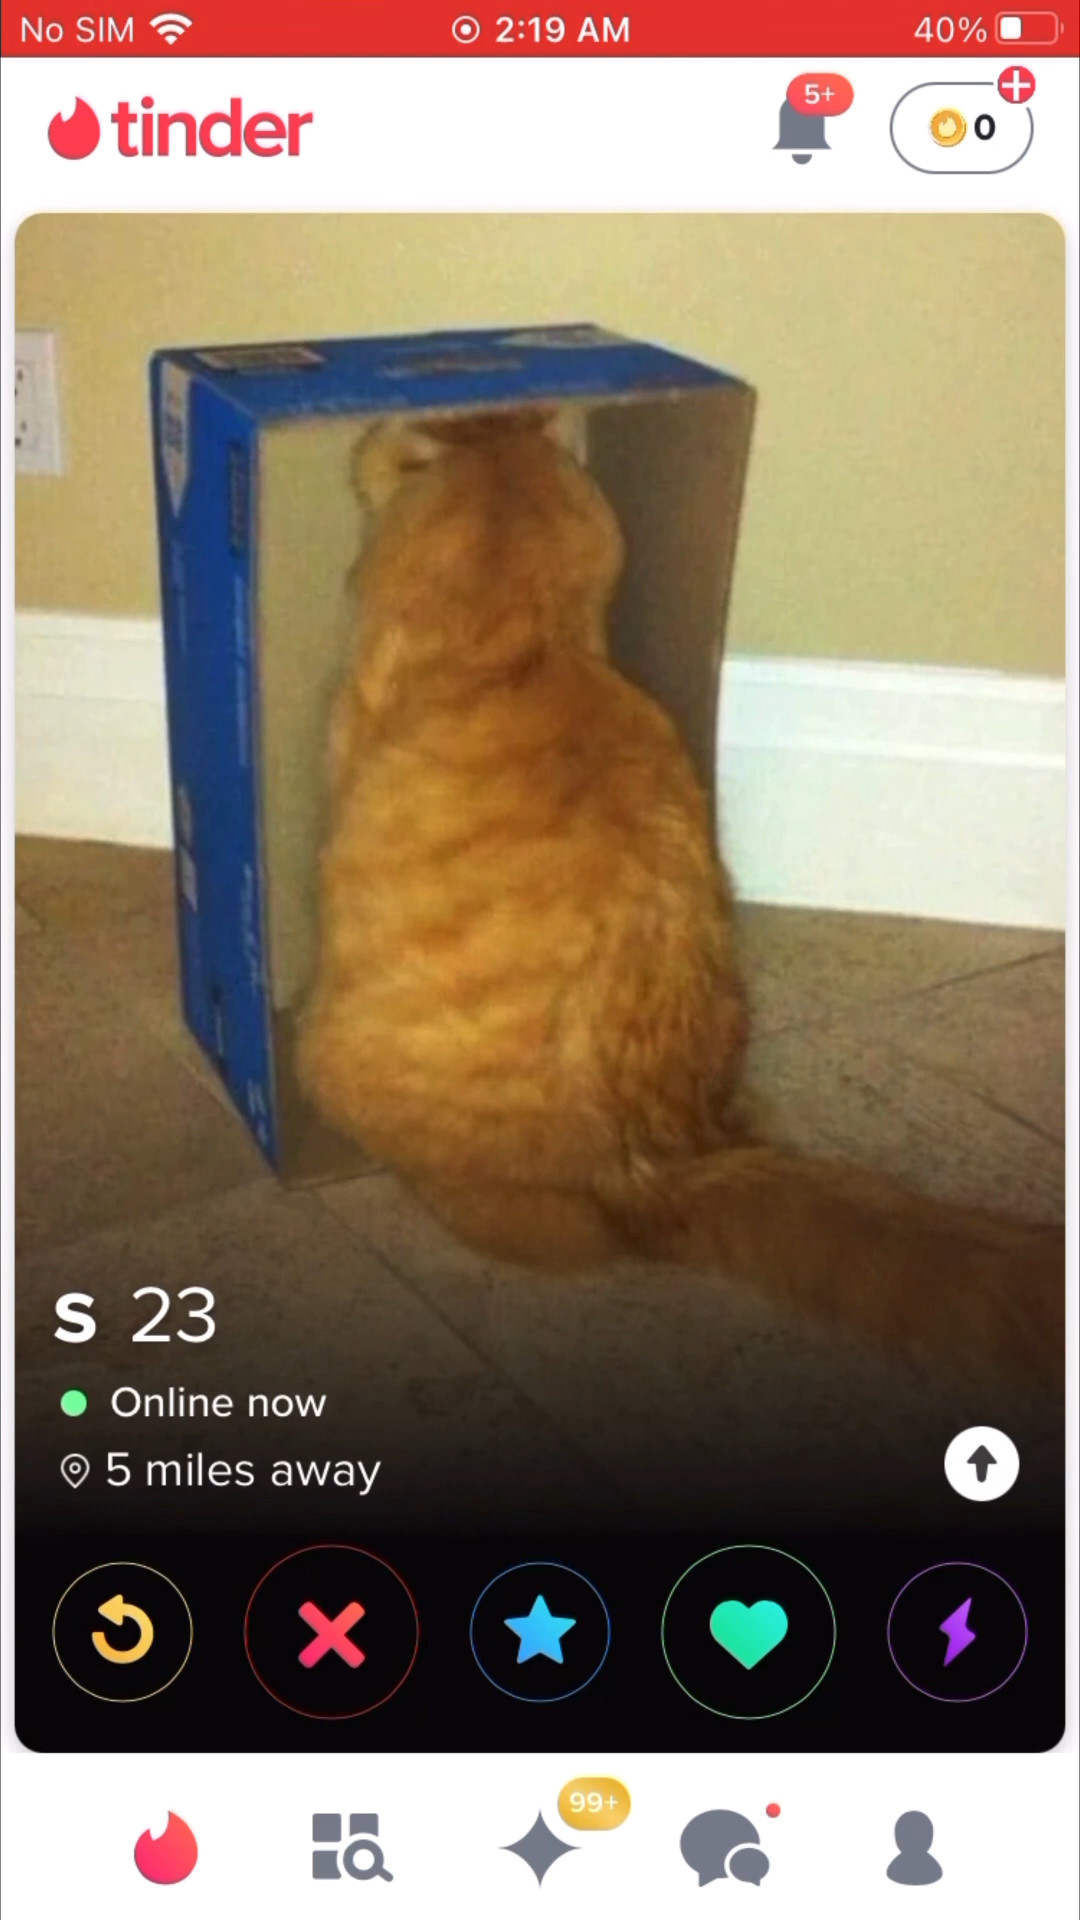 No SIM 2:19 AM 40%
tinder 5+ 0
S 23
Online now
5 miles away
99+